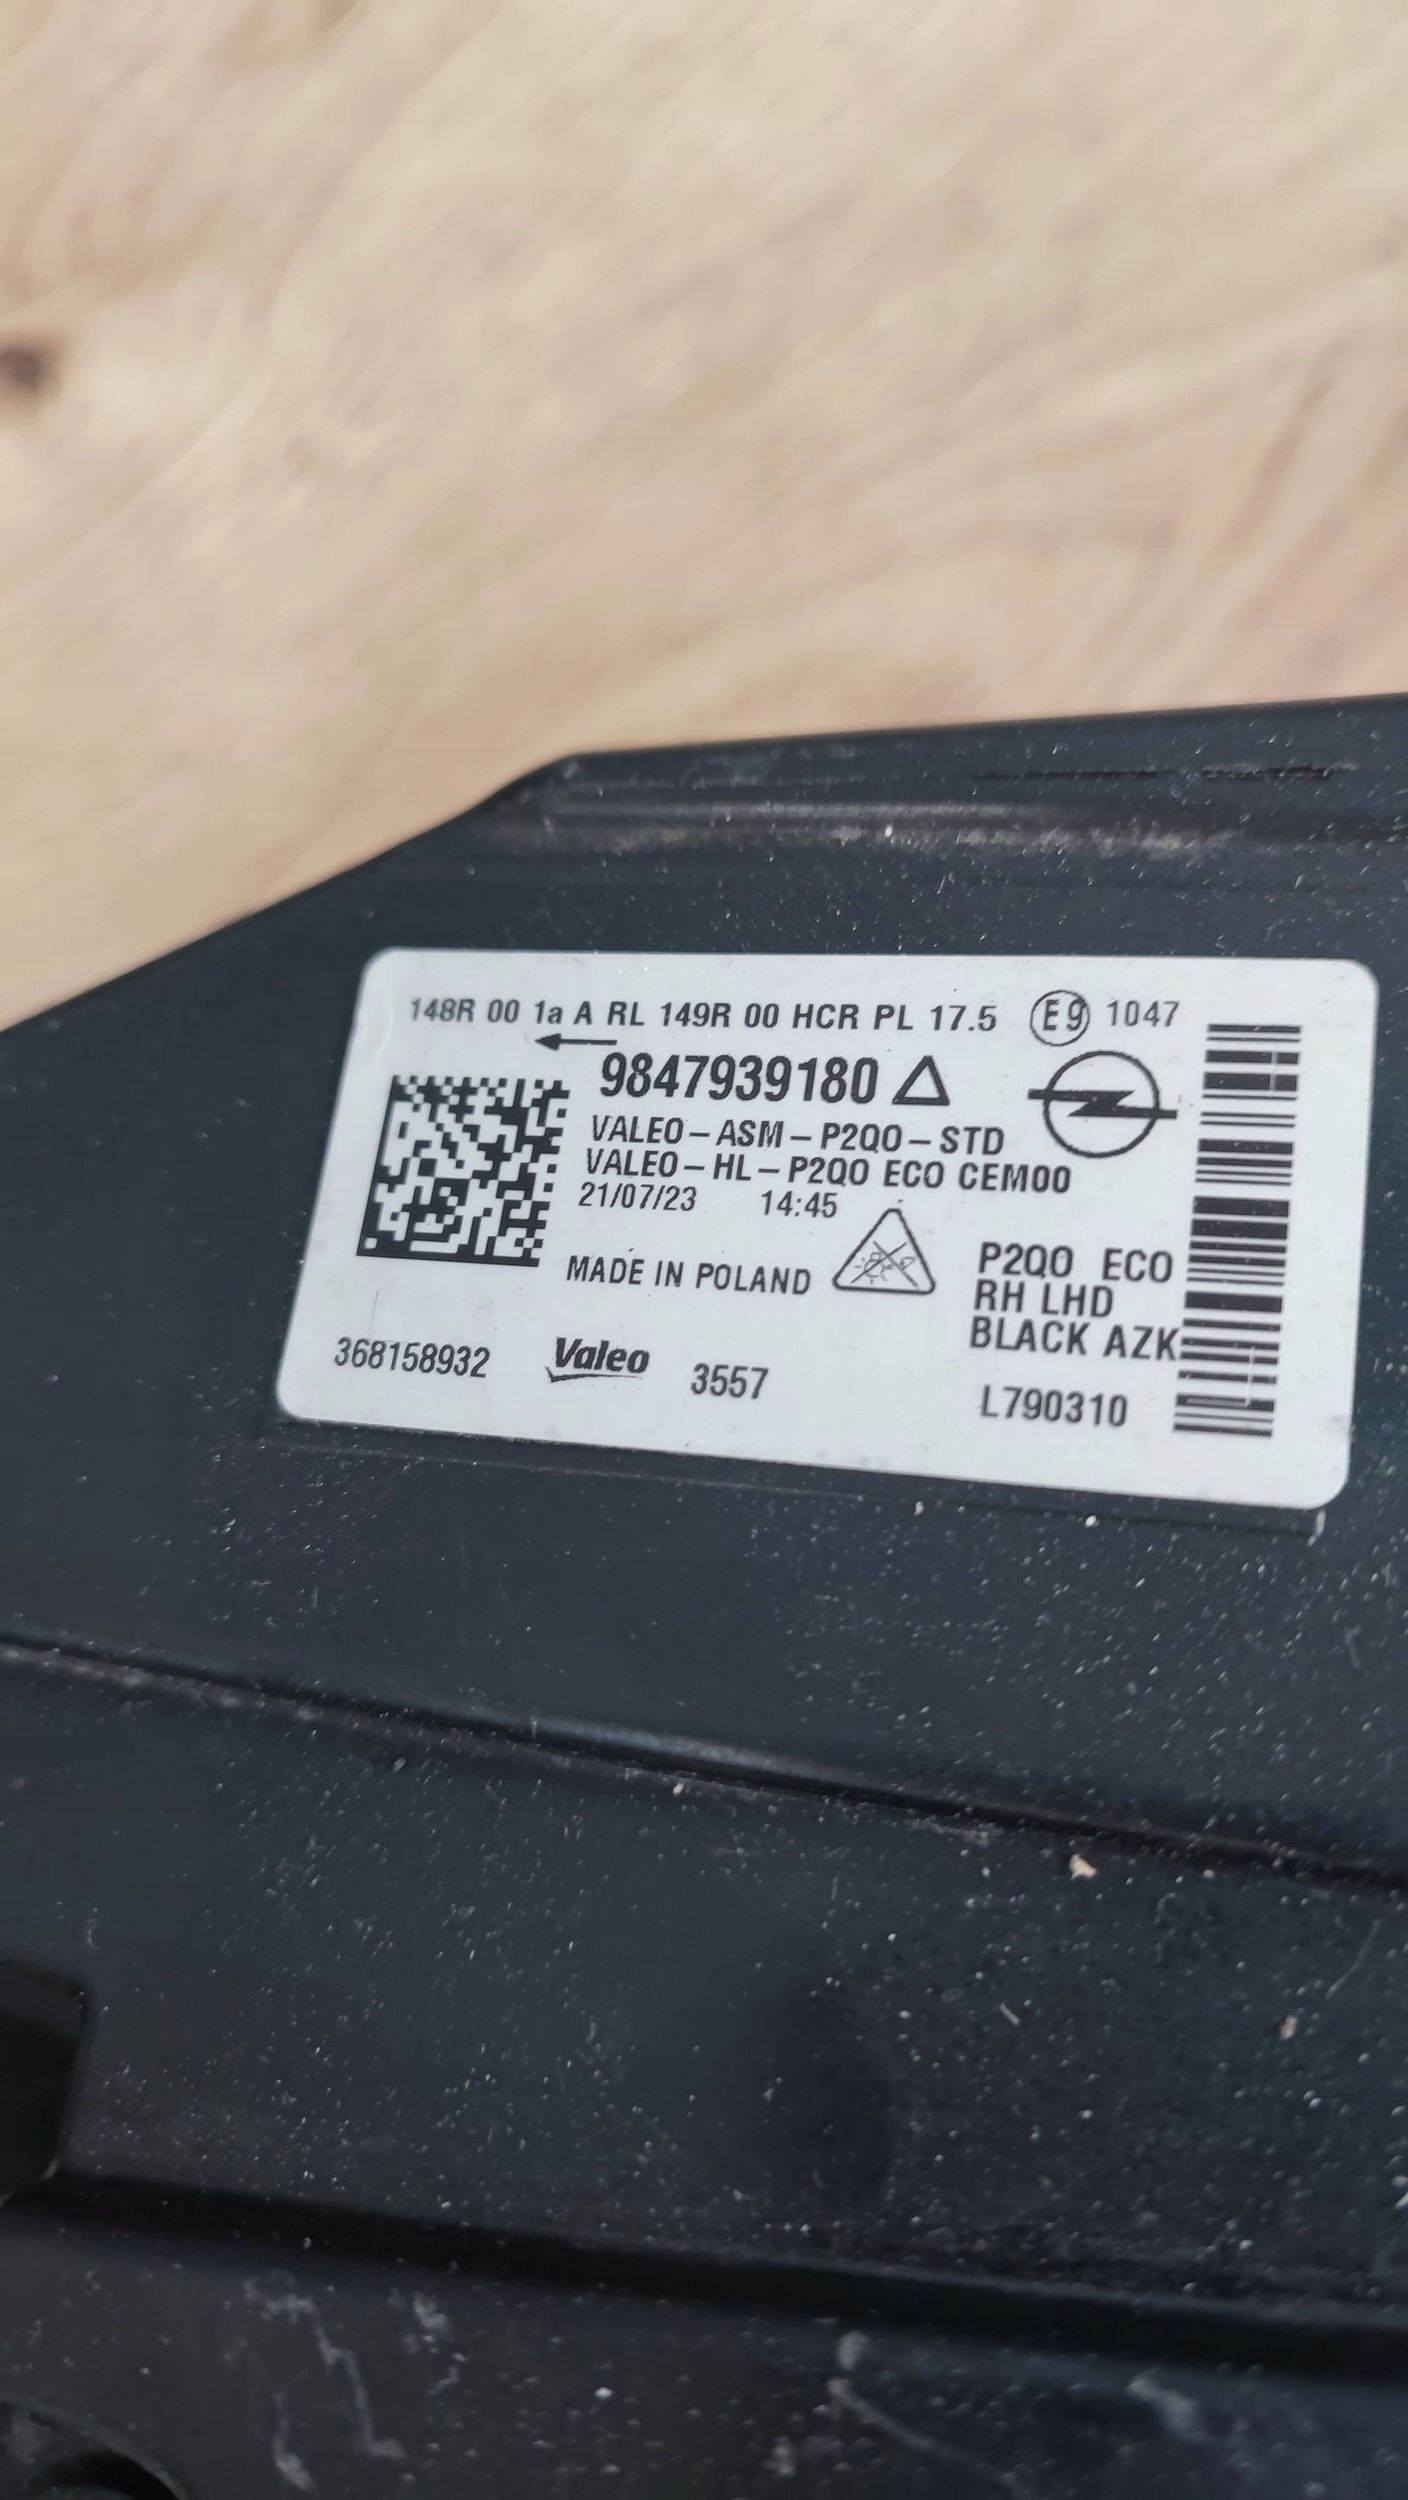 148R 00 1a A RL 149R 00 HCR PL 17.5 E9 1047
9847939180
VALEO-ASM-P2QO-STD
VALEO-HL-P2QO ECO CEM00
21/07/23 14:45
MADE IN POLAND
P2QO ECO
RH LHD
BLACK AZK
368158932 Valeo 3557 L790310